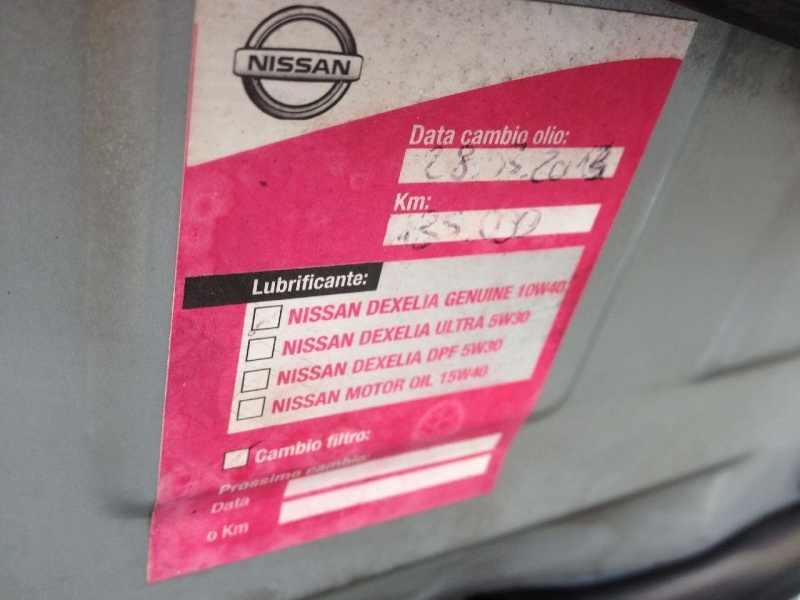 NISSAN
Data cambio olio:
Km:
Lubrificante:
NISSAN DEXELIA GENUINE 10W40
NISSAN DEXELIA ULTRA 5W30
NISSAN DEXELIA DPF 5W30
NISSAN MOTOR OIL 15W40
Cambio filtro:
Prossimo cambio:
Data
o Km